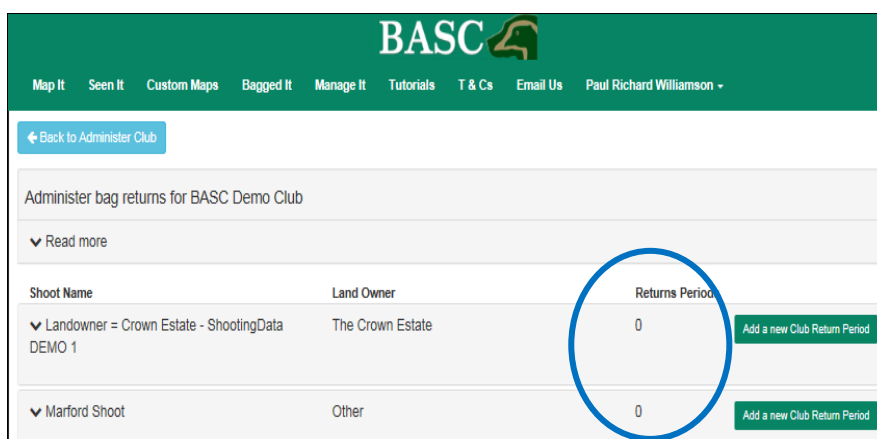 BASC
Map It Seen It Custom Maps Bagged It Manage It Tutorials T & Cs Email Us Paul Richard Williamson
Back to Administer Club
Administer bag returns for BASC Demo Club
Read more
Shoot Name Land Owner Returns Period
Landowner = Crown Estate - ShootingData The Crown Estate 0 Add a new Club Return Period
DEMO 1
Marford Shoot Other 0 Add a new Club Return Period